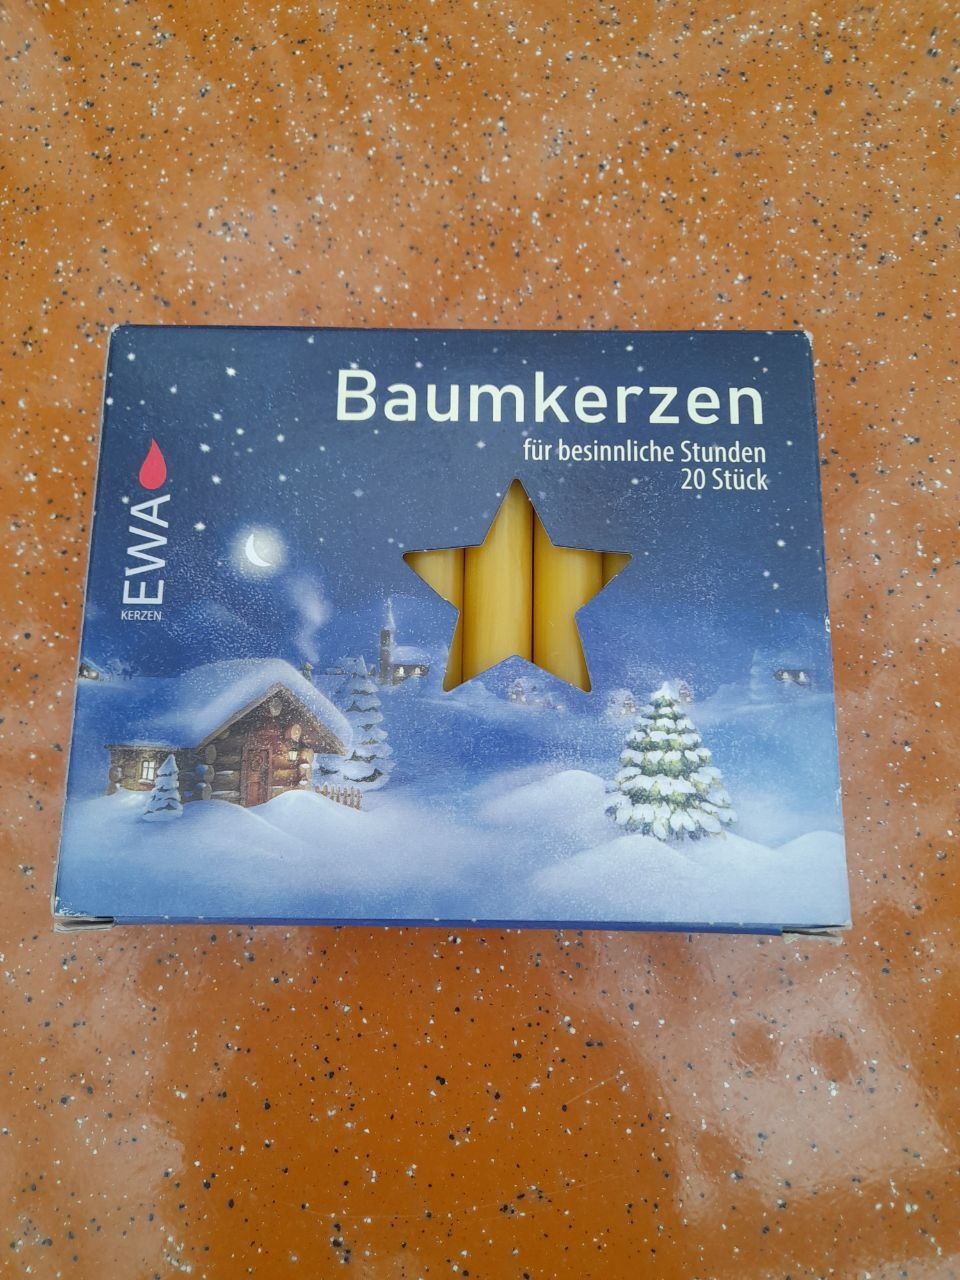 Baumkerzen
für besinnliche Stunden
20 Stück
EWA
KERZEN